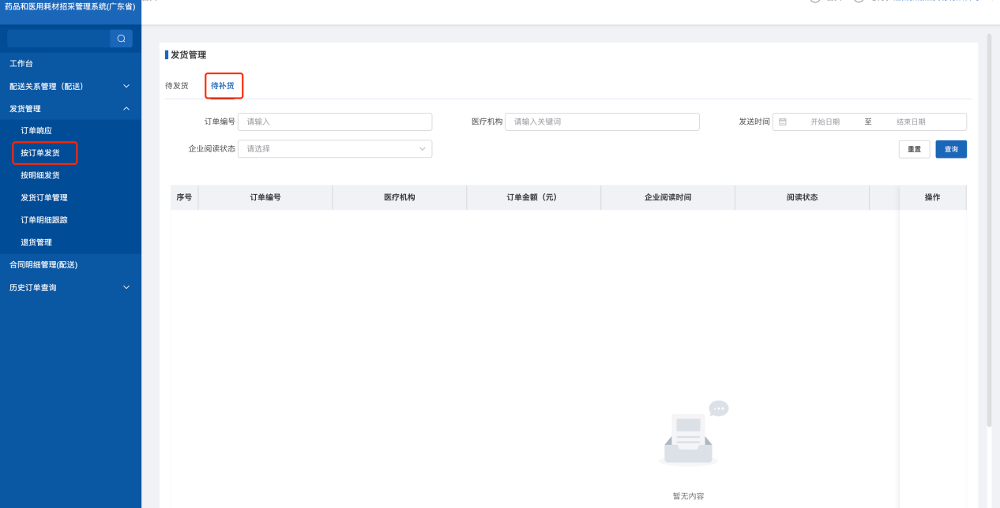 药品和医用耗材招采管理系统(广东省)
工作台
配送关系管理（配送）
发货管理
订单响应
按订单发货
按明细发货
发货订单管理
订单明细跟踪
退货管理
合同明细管理(配送)
历史订单查询
发货管理
待发货 待补货
订单编号 请输入 医疗机构 请输入关键词 发送时间 开始日期 至 结束日期
企业阅读状态 请选择 重置 查询
序号 订单编号 医疗机构 订单金额（元） 企业阅读时间 阅读状态 操作
暂无内容